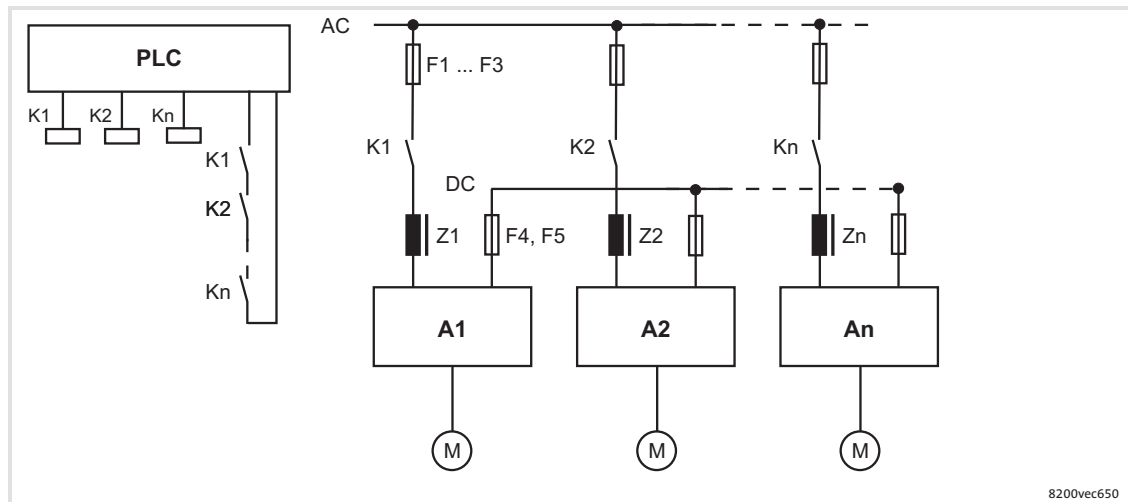 PLC
K1
K2
Kn
K1
K2
Kn
AC
F1 ... F3
K1
K2
Kn
DC
Z1
F4, F5
Z2
Zn
A1
A2
An
M
M
M
8200vec650